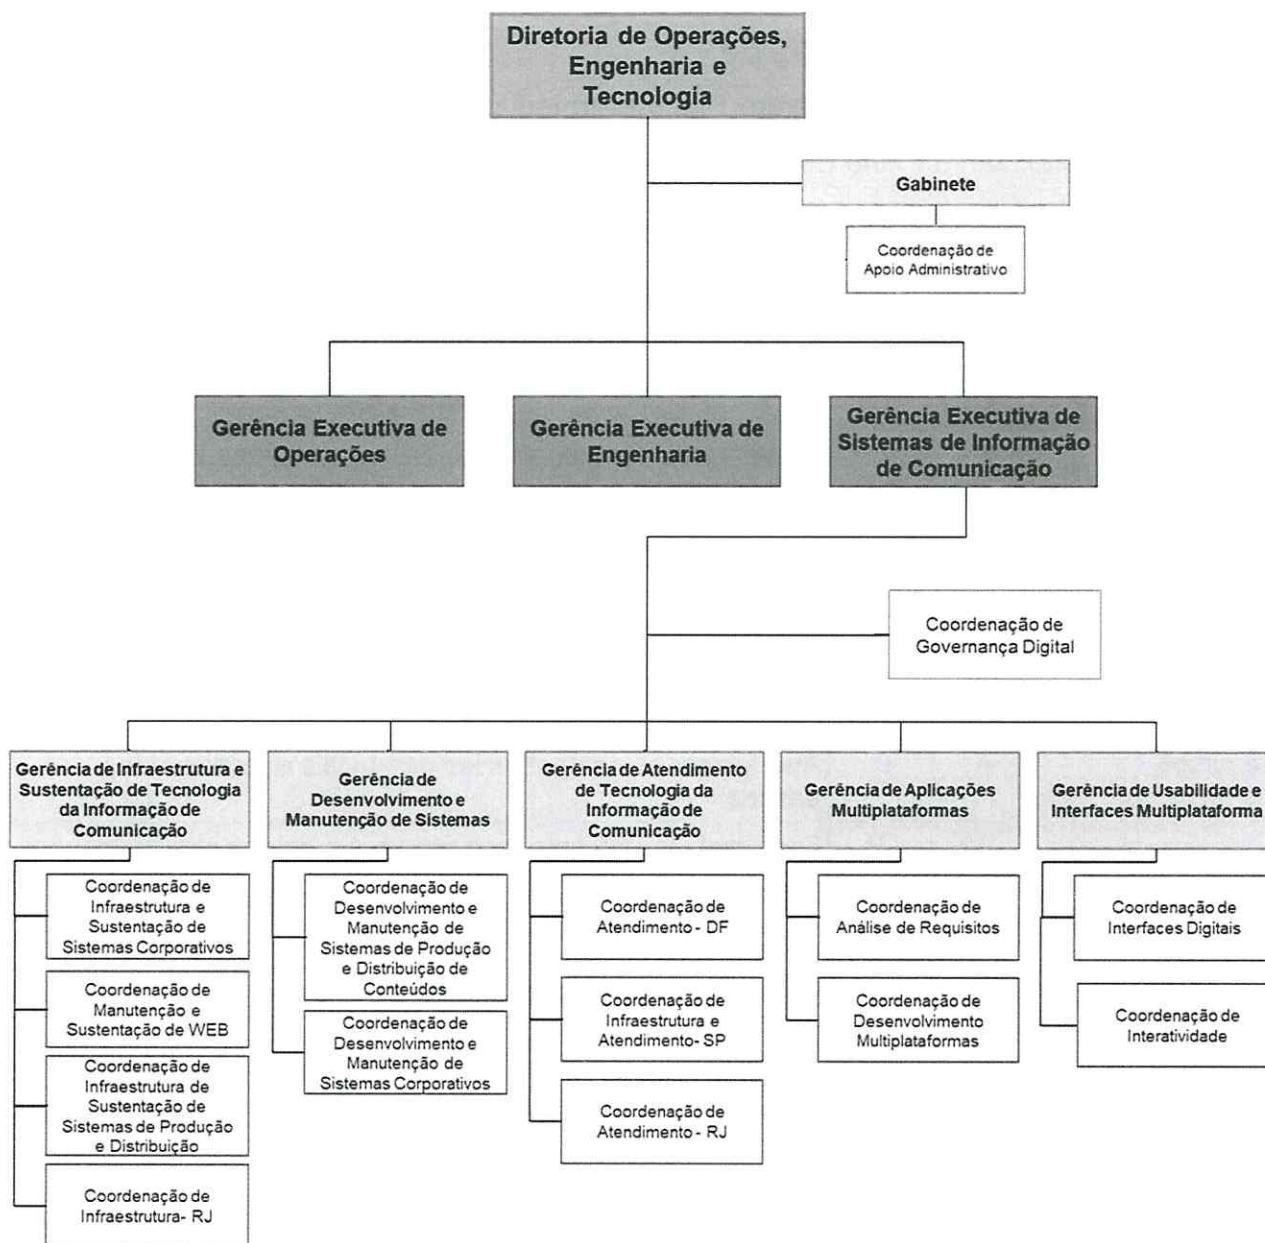 Diretoria de Operações,
Engenharia e
Tecnologia
Gabinete
Coordenação de
Apoio Administrativo
Gerência Executiva de
Operações
Gerência Executiva de
Engenharia
Gerência Executiva de
Sistemas de Informação
de Comunicação
Coordenação de
Governança Digital
Gerência de Infraestrutura e
Sustentação de Tecnologia
da Informação de
Comunicação
Coordenação de
Infraestrutura e
Sustentação de
Sistemas Corporativos
Coordenação de
Manutenção e
Sustentação de WEB
Coordenação de
Infraestrutura de
Sustentação de
Sistemas de Produção
e Distribuição
Coordenação de
Infraestrutura- RJ
Gerência de
Desenvolvimento e
Manutenção de Sistemas
Coordenação de
Desenvolvimento e
Manutenção de
Sistemas de Produção
e Distribuição de
Conteúdos
Coordenação de
Desenvolvimento e
Manutenção de
Sistemas Corporativos
Gerência de Atendimento
de Tecnologia da
Informação de
Comunicação
Coordenação de
Atendimento - DF
Coordenação de
Infraestrutura e
Atendimento- SP
Coordenação de
Atendimento - RJ
Gerência de Aplicações
Multiplataformas
Coordenação de
Análise de Requisitos
Coordenação de
Desenvolvimento
Multiplataformas
Gerência de Usabilidade e
Interfaces Multiplataforma
Coordenação de
Interfaces Digitais
Coordenação de
Interatividade